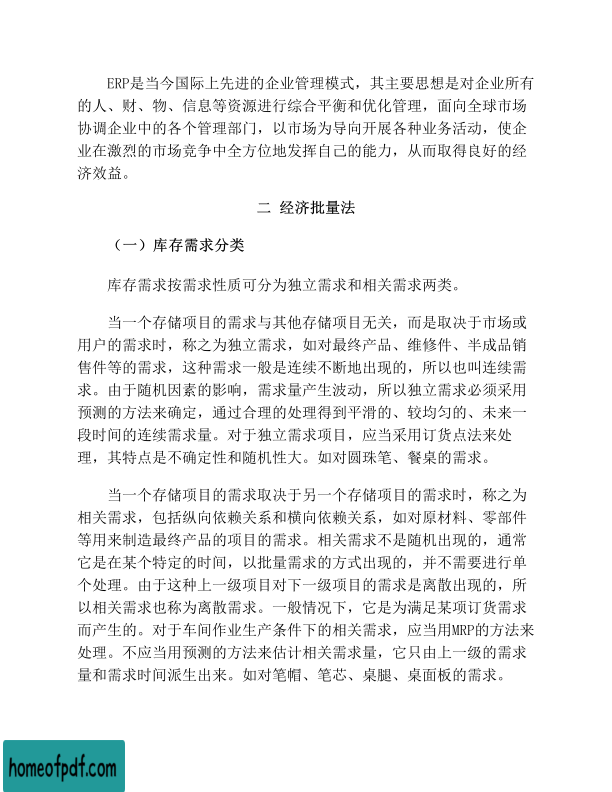 ERP是当今国际上先进的企业管理模式，其主要思想是对企业所有
的人、财、物、信息等资源进行综合平衡和优化管理，面向全球市场
协调企业中的各个管理部门，以市场为导向开展各种业务活动，使企
业在激烈的市场竞争中全方位地发挥自己的能力，从而取得良好的经
济效益。
二 经济批量法
（一）库存需求分类
库存需求按需求性质可分为独立需求和相关需求两类。
当一个存储项目的需求与其他存储项目无关，而是取决于市场或
用户的需求时，称之为独立需求，如对最终产品、维修件、半成品销
售件等的需求，这种需求一般是连续不断地出现的，所以也叫连续需
求。由于随机因素的影响，需求量产生波动，所以独立需求必须采用
预测的方法来确定，通过合理的处理得到平滑的、较均匀的、未来一
段时间的连续需求量。对于独立需求项目，应当采用订货点法来处
理，其特点是不确定性和随机性大。如对圆珠笔、餐桌的需求。
当一个存储项目的需求取决于另一个存储项目的需求时，称之为
相关需求，包括纵向依赖关系和横向依赖关系，如对原材料、零部件
等用来制造最终产品的项目的需求。相关需求不是随机出现的，通常
它是在某个特定的时间，以批量需求的方式出现的，并不需要进行单
个处理。由于这种上一级项目对下一级项目的需求是离散出现的，所
以相关需求也称为离散需求。一般情况下，它是为满足某项订货需求
而产生的。对于车间作业生产条件下的相关需求，应当用MRP的方法来
处理。不应当用预测的方法来估计相关需求量，它只由上一级的需求
量和需求时间派生出来。如对笔帽、笔芯、桌腿、桌面板的需求。
homeofpdf.com